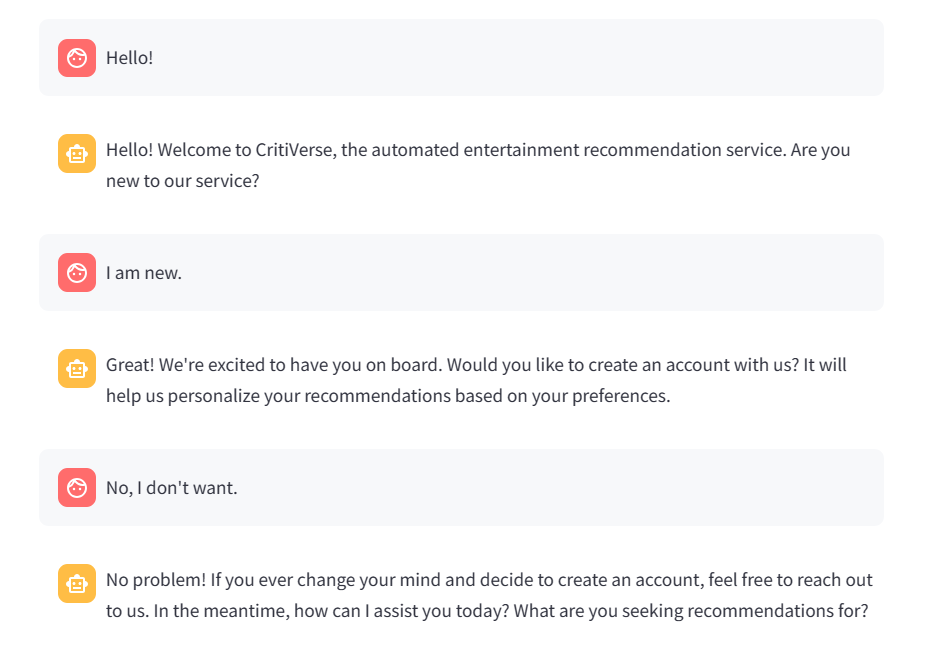 Hello!
Hello! Welcome to CritiVerse, the automated entertainment recommendation service. Are you
new to our service?
I am new.
Great! We're excited to have you on board. Would you like to create an account with us? It will
help us personalize your recommendations based on your preferences.
No, I don't want.
No problem! If you ever change your mind and decide to create an account, feel free to reach out
to us. In the meantime, how can I assist you today? What are you seeking recommendations for?